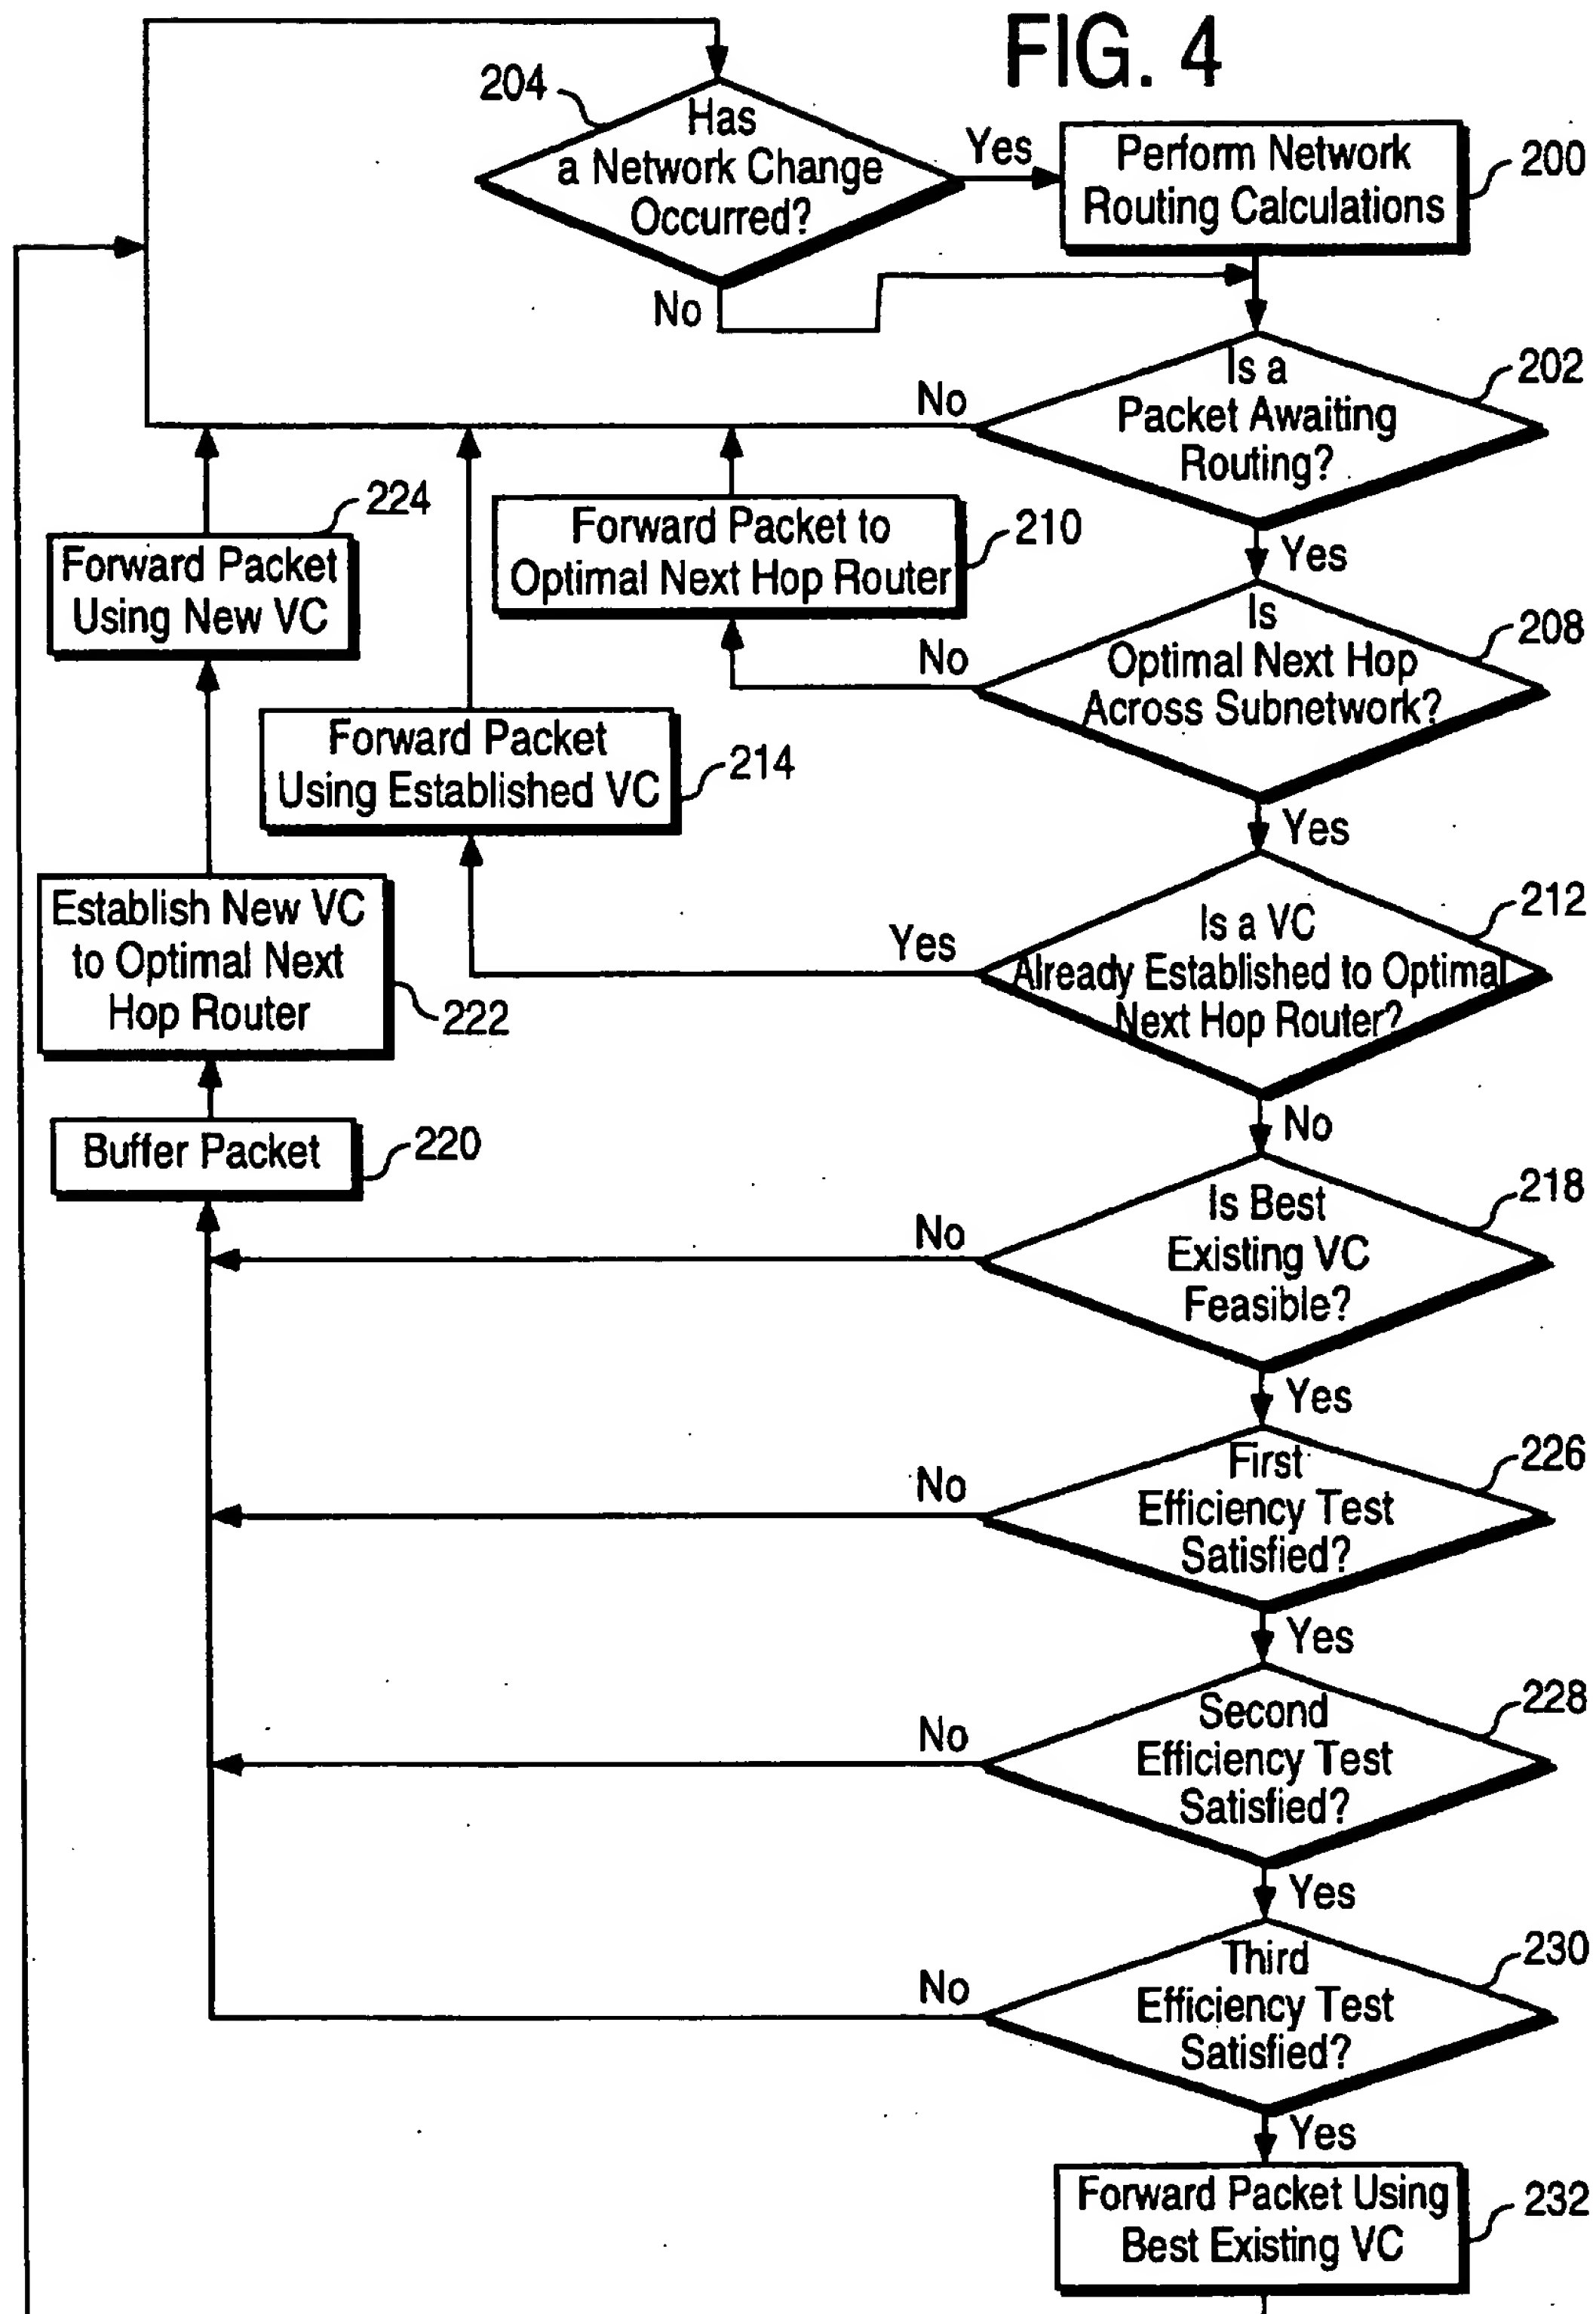 FIG. 4
204
Has
a Network Change
Occurred?
Yes
Perform Network
Routing Calculations
200
No
Is a
Packet Awaiting
Routing?
202
No
Yes
224
Forward Packet
Using New VC
Forward Packet to
Optimal Next Hop Router
210
Is
Optimal Next Hop
Across Subnetwork?
208
No
Yes
Forward Packet
Using Established VC
214
Establish New VC
to Optimal Next
Hop Router
222
Is a VC
Already Established to Optimal
Next Hop Router?
212
Yes
No
Buffer Packet
220
Is Best
Existing VC
Feasible?
218
No
Yes
First
Efficiency Test
Satisfied?
226
No
Yes
Second
Efficiency Test
Satisfied?
228
No
Yes
Third
Efficiency Test
Satisfied?
230
No
Yes
Forward Packet Using
Best Existing VC
232